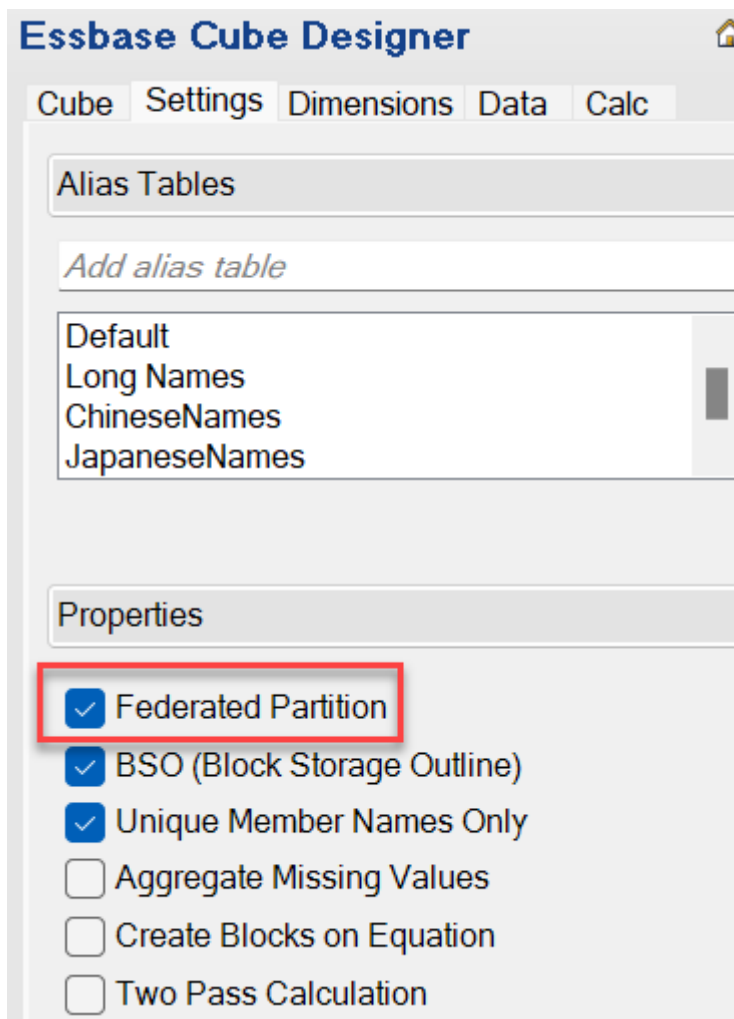 Essbase Cube Designer
Cube Settings Dimensions Data Calc
Alias Tables
Add alias table
Default
Long Names
ChineseNames
JapaneseNames
Properties
Federated Partition
BSO (Block Storage Outline)
Unique Member Names Only
Aggregate Missing Values
Create Blocks on Equation
Two Pass Calculation